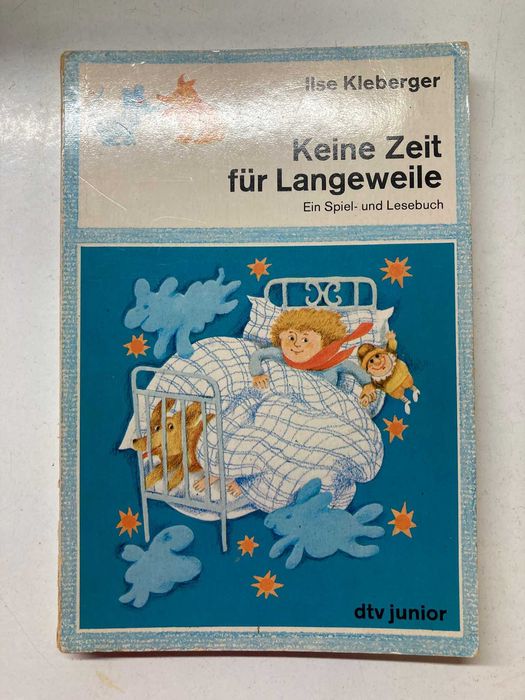 Ilse Kleberger
Keine Zeit
für Langeweile
Ein Spiel- und Lesebuch
dtv junior